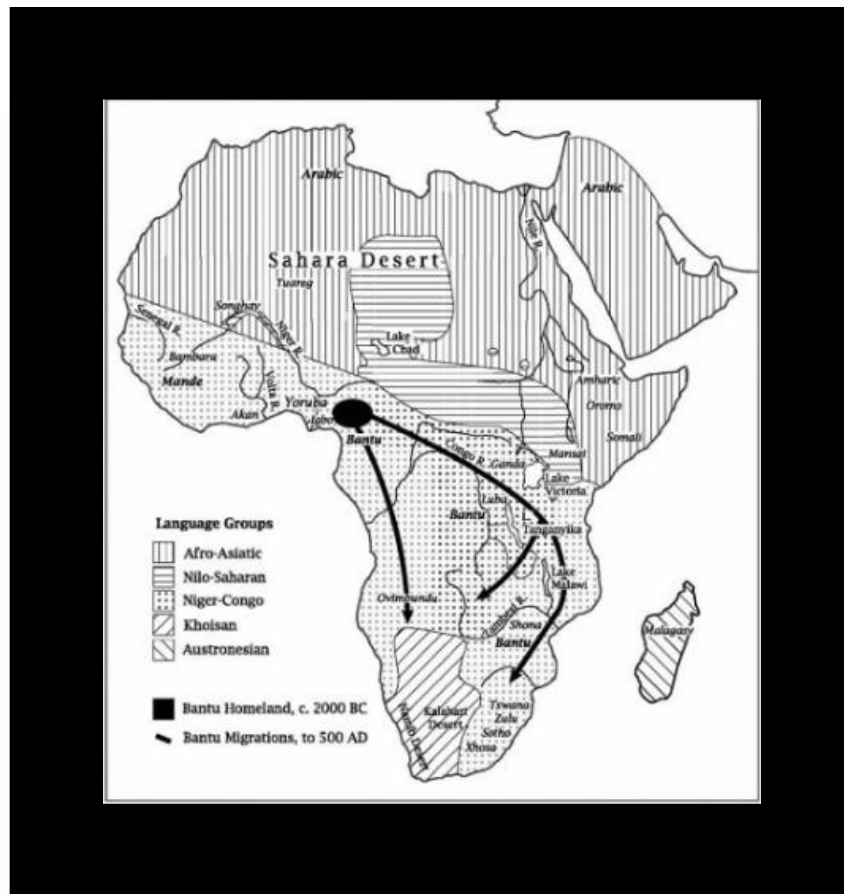 Arabic
Arabic
Nile R.
Sahara Desert
Tuareg
Songhay
Senegal R.
Niger R.
Lake
Chad
Bambara
Mande
Volta R.
Yoruba
Akan
Igbo
Bantu
Amharic
Oromo
Somali
Congo R.
Ganda
Maasai
Lake
Victoria
Luba
Bantu
L.
Tanganyika
Language Groups
Afro-Asiatic
Nilo-Saharan
Niger-Congo
Khoisan
Austronesian
Lake
Malawi
Ovimbundu
Zambezi R.
Shona
Bantu
Malagasy
Kalahari
Desert
Namib Desert
Tswana
Zulu
Sotho
Xhosa
Bantu Homeland, c. 2000 BC
Bantu Migrations, to 500 AD